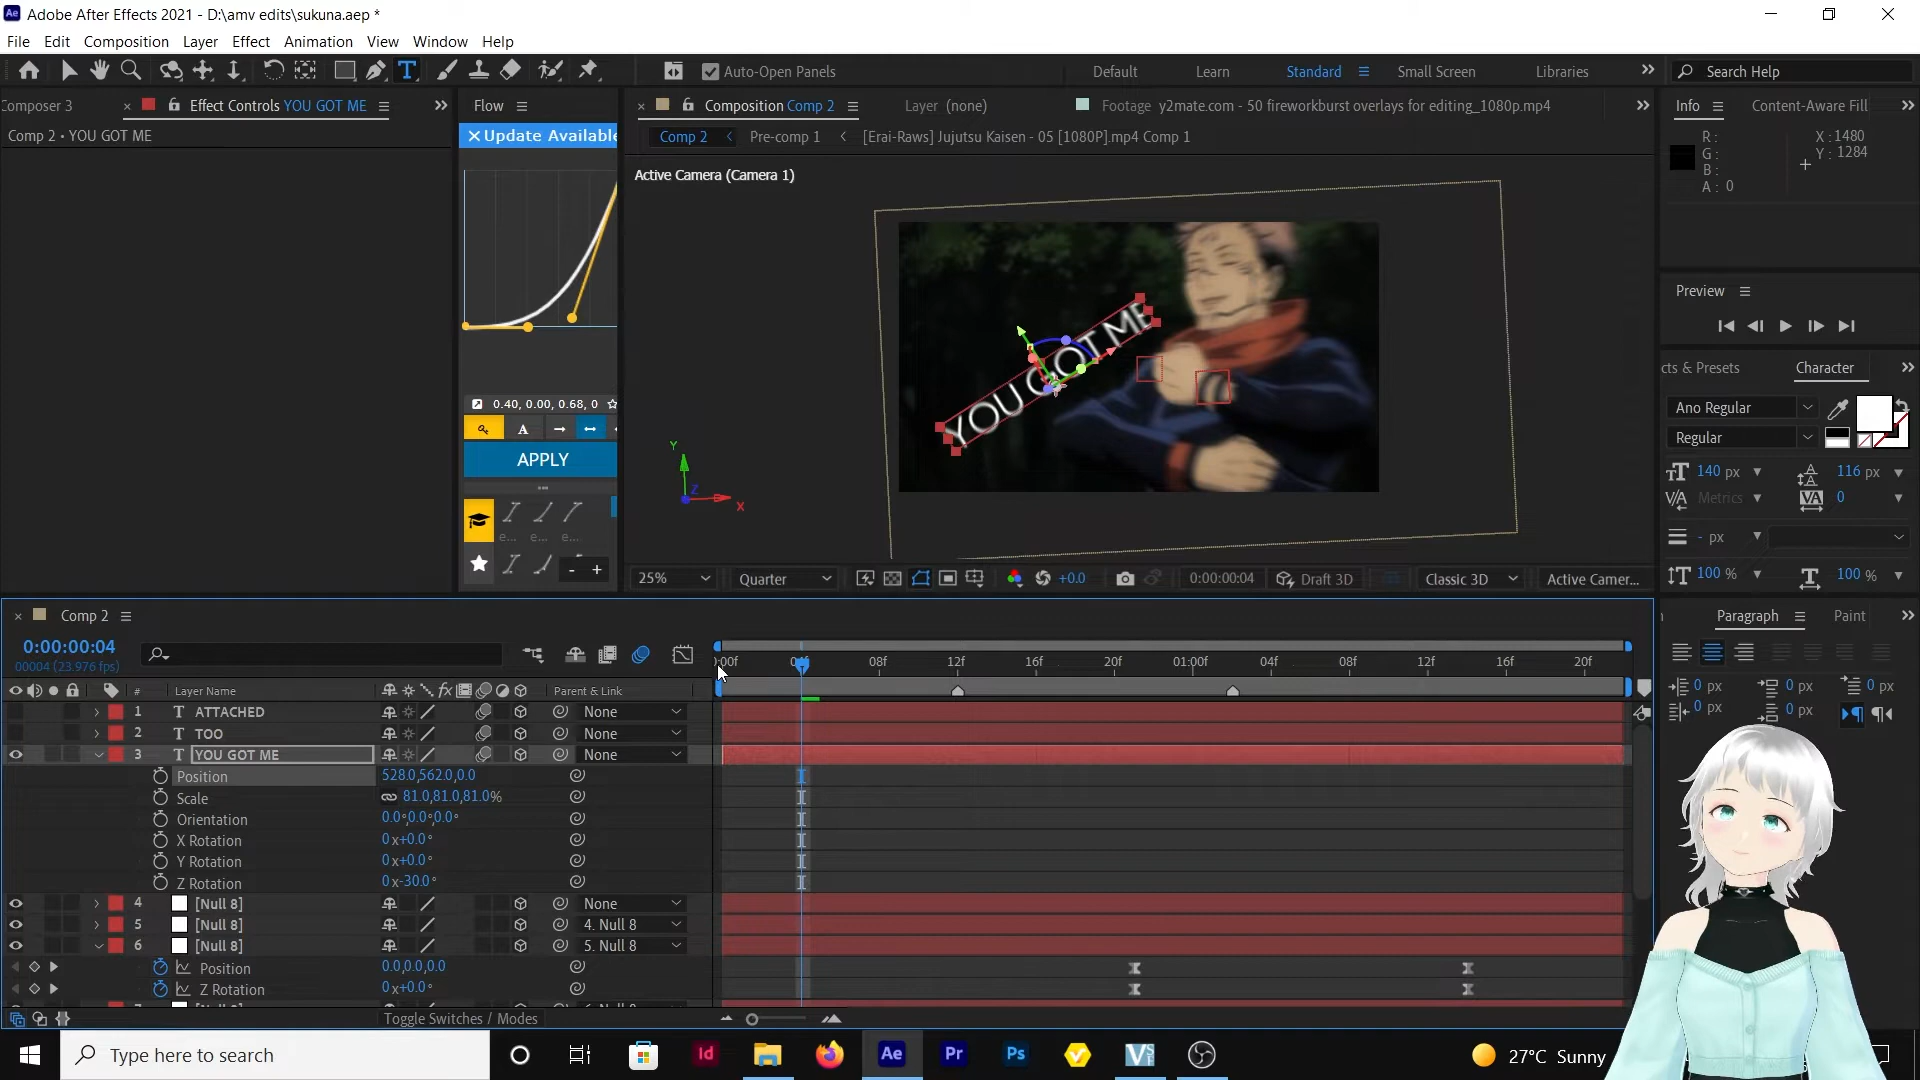 Adobe After Effects 2021 - D:\amv edits\sukuna.aep *
File Edit Composition Layer Effect Animation View Window Help
Auto-Open Panels Default Learn Standard Small Screen Libraries Search Help
Composer 3 Effect Controls YOU GOT ME
Comp 2 • YOU GOT ME
Flow
Update Available
0.40, 0.00, 0.68, 0
A
APPLY
e... e... e...
- +
Composition Comp 2 Layer (none) Footage y2mate.com - 50 fireworkburst overlays for editing_1080p.mp4
Comp 2 Pre-comp 1 [Erai-Raws] Jujutsu Kaisen - 05 [1080P].mp4 Comp 1
Active Camera (Camera 1)
YOU GOT ME
Y
Z
X
25% Quarter +0.0 0:00:00:04 Draft 3D Classic 3D Active Camer...
Info Content-Aware Fill
R :
G :
B :
A : 0
X : 1480
Y : 1284
Preview
cts & Presets Character
Ano Regular
Regular
140 px 116 px
Metrics 0
- px
100 % 100 %
Paragraph Paint
0 px 0 px 0 px
0 px 0 px
Comp 2
0:00:00:04
00004 (23.976 fps)
# Layer Name Parent & Link
:00f 04f 08f 12f 16f 20f 01:00f 04f 08f 12f 16f 20f
1 T ATTACHED None
2 T TOO None
3 T YOU GOT ME None
Position 528.0,562.0,0.0
Scale 81.0,81.0,81.0%
Orientation 0.0°,0.0°,0.0°
X Rotation 0x+0.0°
Y Rotation 0x+0.0°
Z Rotation 0x-30.0°
4 [Null 8] None
5 [Null 8] 4. Null 8
6 [Null 8] 5. Null 8
Position 0.0,0.0,0.0
Z Rotation 0x+0.0°
Toggle Switches / Modes
Type here to search
Id Ae Pr Ps
27°C Sunny